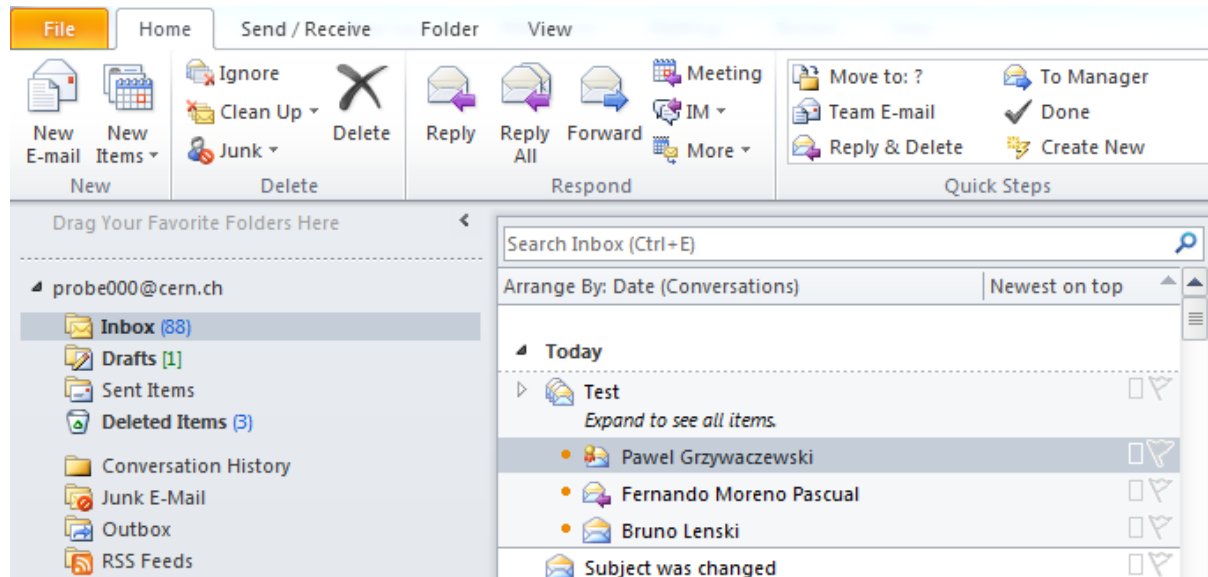 File Home Send / Receive Folder View
Ignore Meeting Move to: ? To Manager
Clean Up IM Team E-mail Done
New E-mail New Items Junk Delete Reply Reply All Forward More Reply & Delete Create New
New Delete Respond Quick Steps
Drag Your Favorite Folders Here
Search Inbox (Ctrl+E)
probe000@cern.ch
Arrange By: Date (Conversations) Newest on top
Inbox (88)
Drafts [1]
Today
Sent Items
Test
Deleted Items (3)
Expand to see all items.
Conversation History
Pawel Grzywaczewski
Junk E-Mail
Fernando Moreno Pascual
Outbox
Bruno Lenski
RSS Feeds
Subject was changed